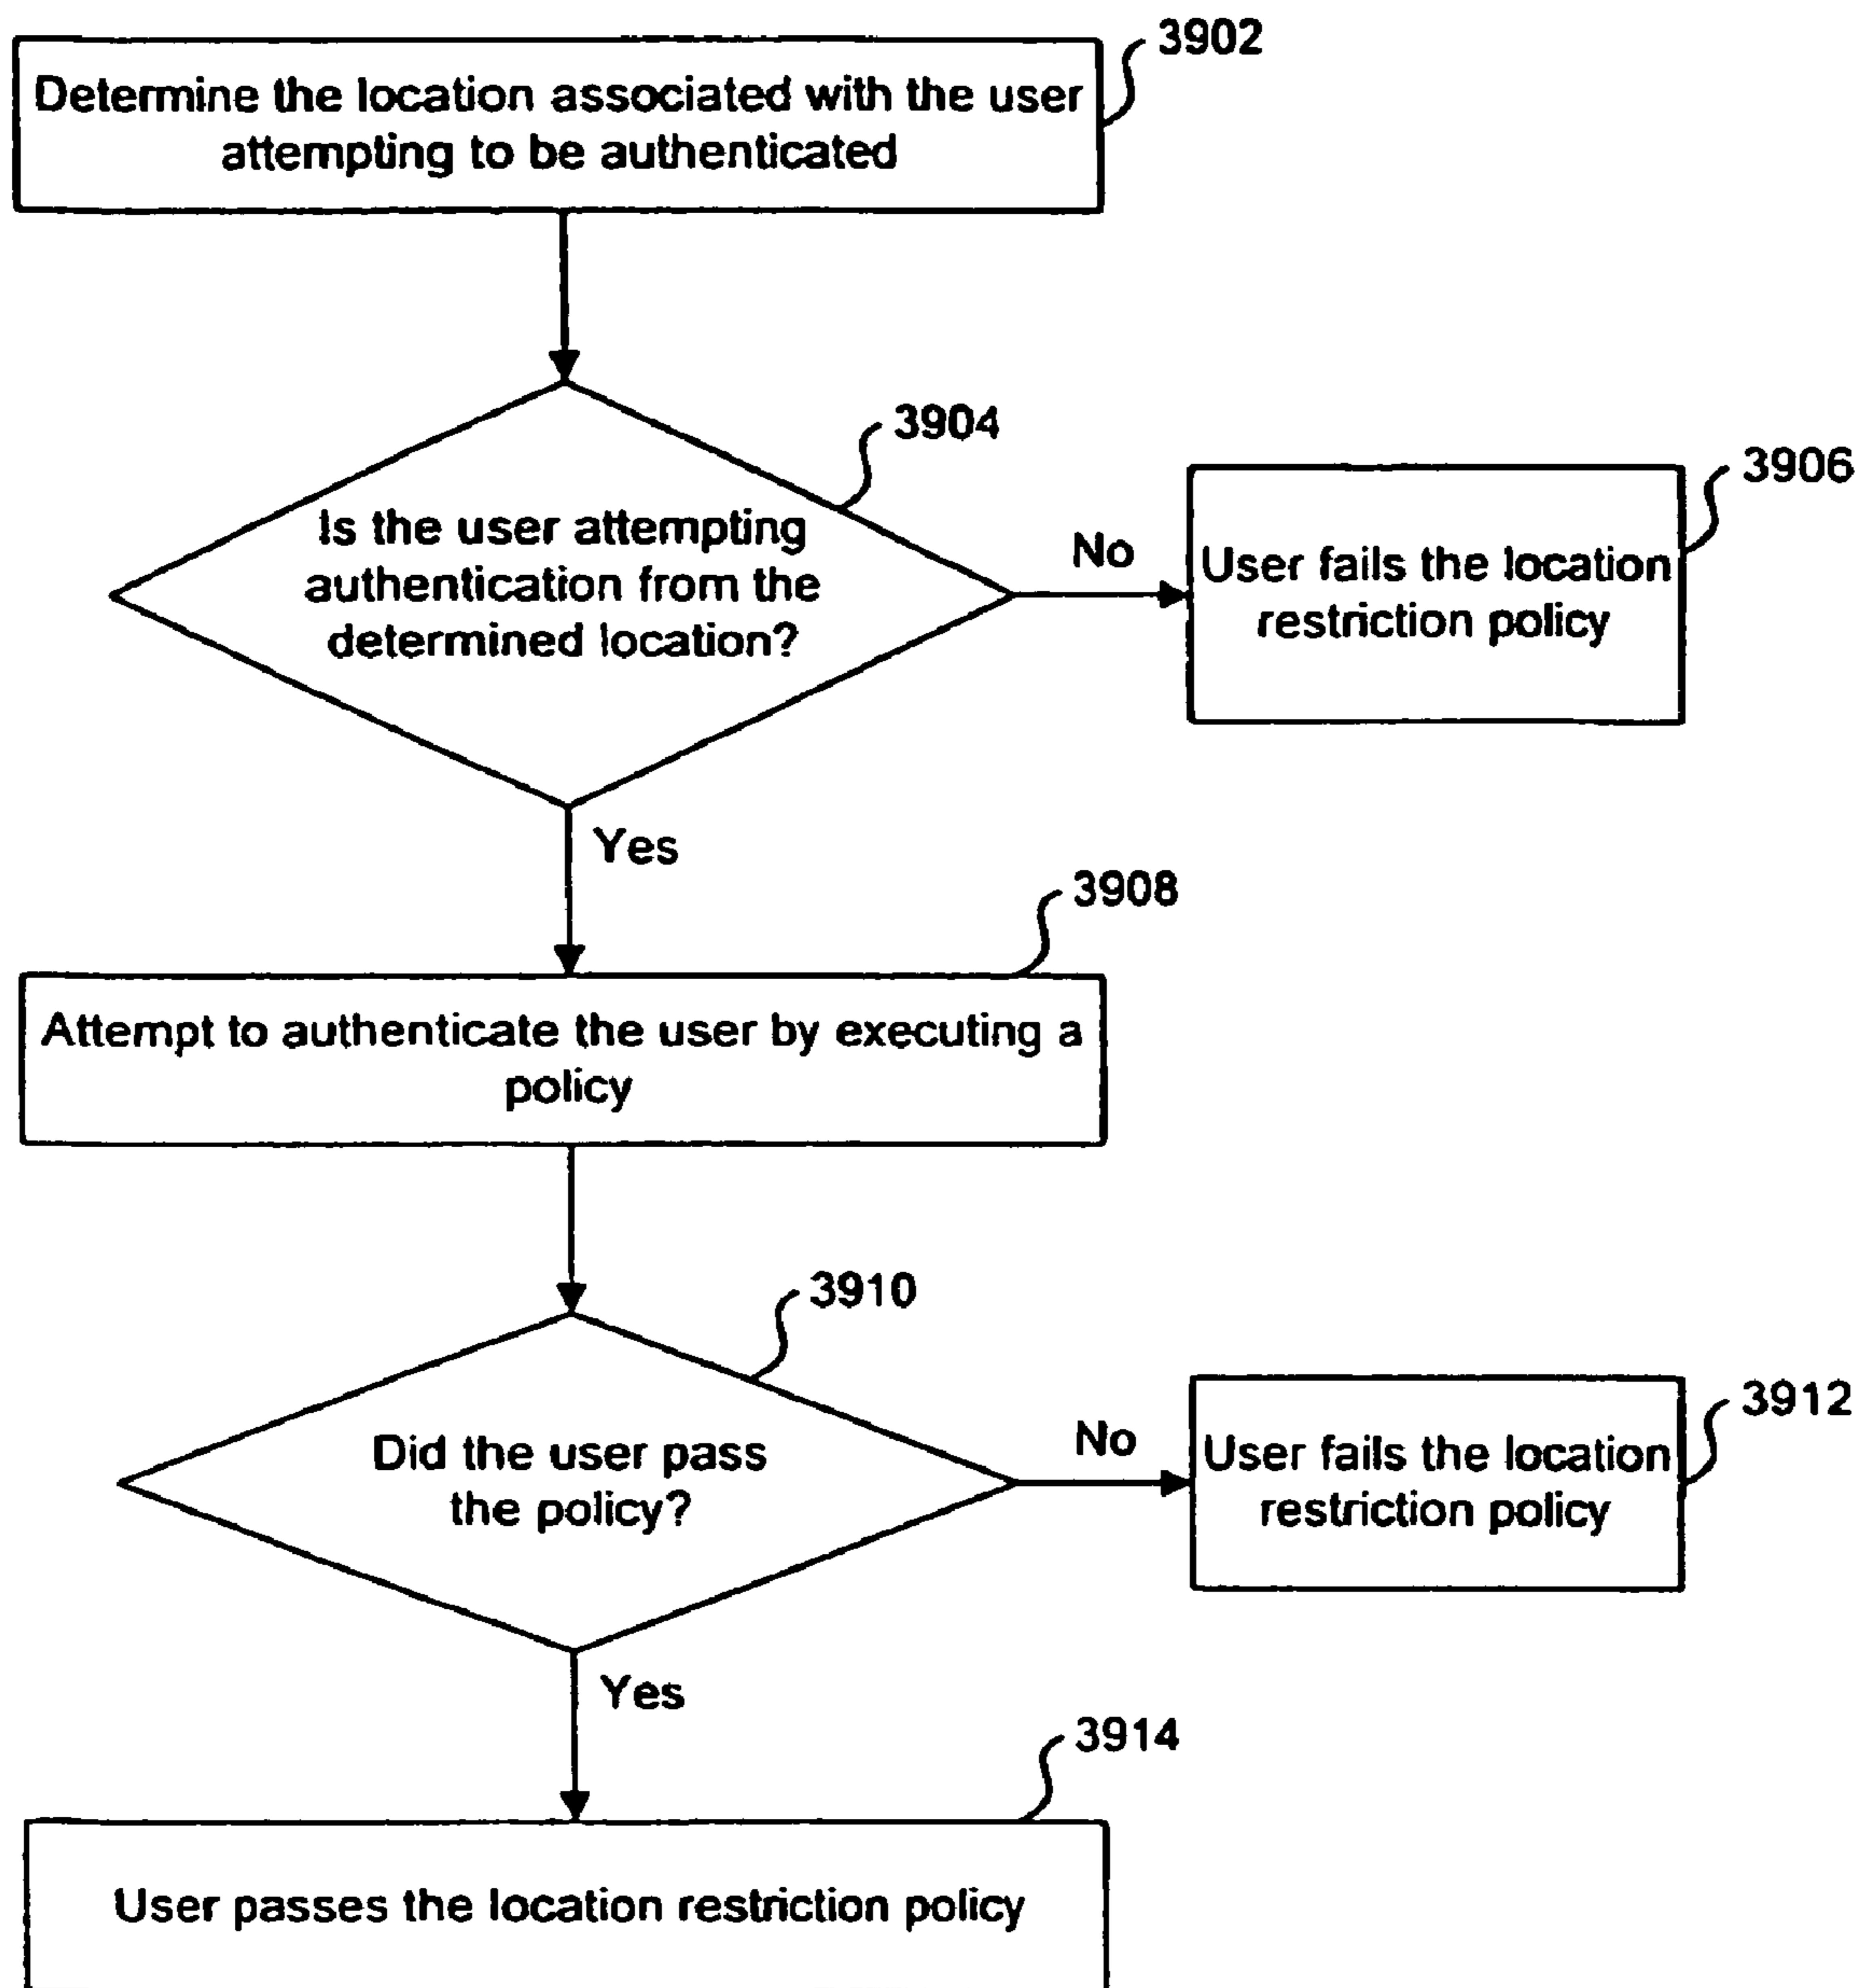 3902
Determine the location associated with the user
attempting to be authenticated
3904
Is the user attempting
authentication from the
determined location?
No
3906
User fails the location
restriction policy
Yes
3908
Attempt to authenticate the user by executing a
policy
3910
Did the user pass
the policy?
No
3912
User fails the location
restriction policy
Yes
3914
User passes the location restriction policy